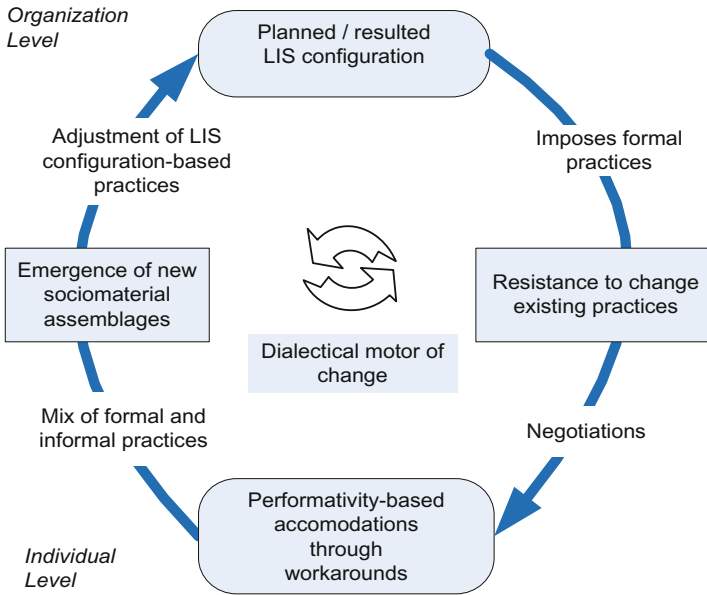 Organization
Level
Planned / resulted
LIS configuration
Imposes formal
practices
Resistance to change
existing practices
Negotiations
Performativity-based
accomodations
through
workarounds
Individual
Level
Mix of formal and
informal practices
Emergence of new
sociomaterial
assemblages
Adjustment of LIS
configuration-based
practices
Dialectical motor of
change